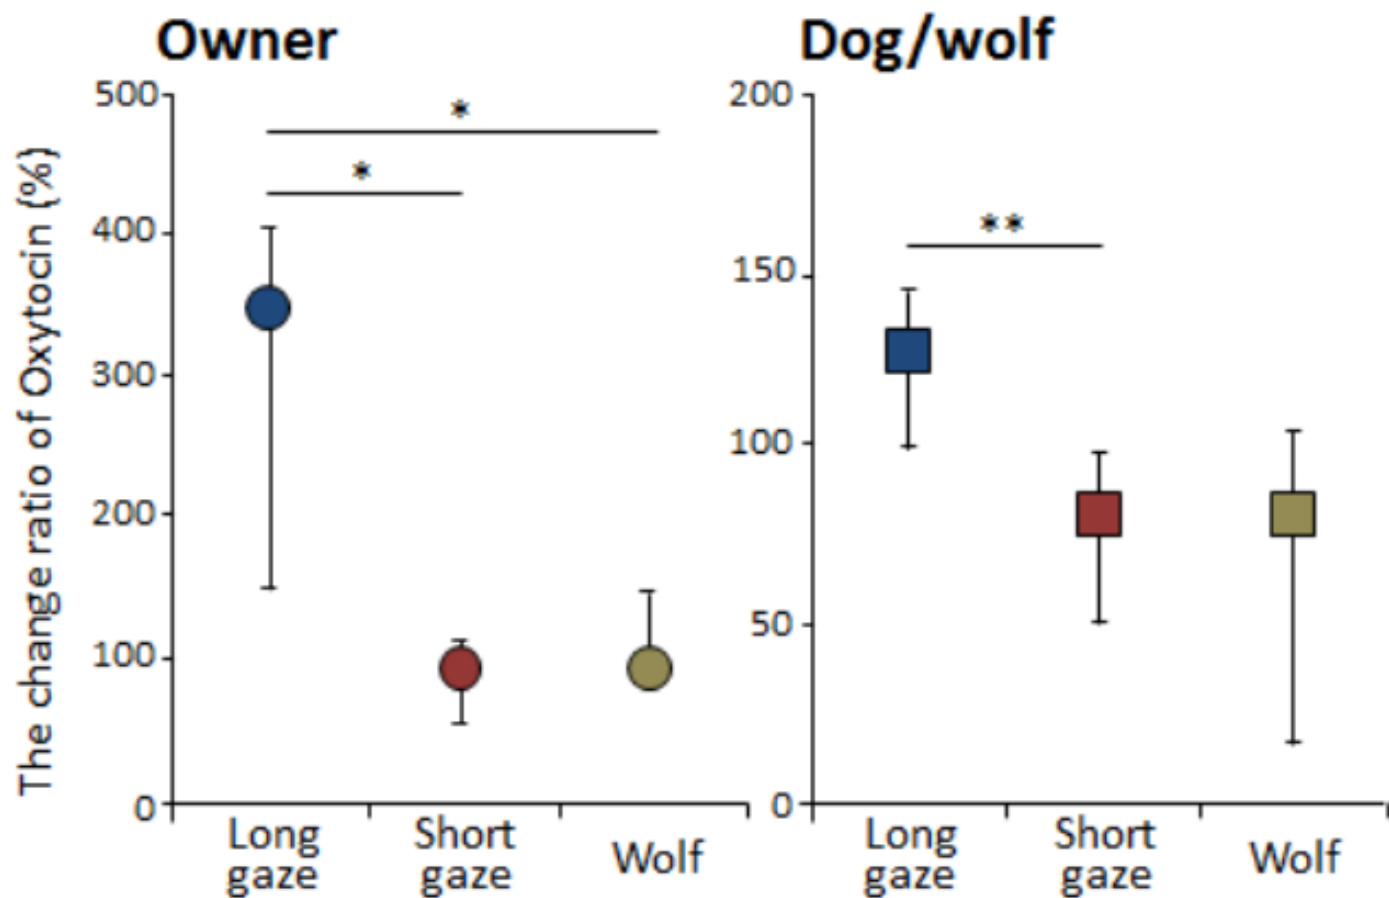 Owner
The change ratio of Oxytocin (%)
500
400
300
200
100
0
*
*
Long gaze
Short gaze
Wolf
Dog/wolf
200
150
100
50
0
**
Long gaze
Short gaze
Wolf